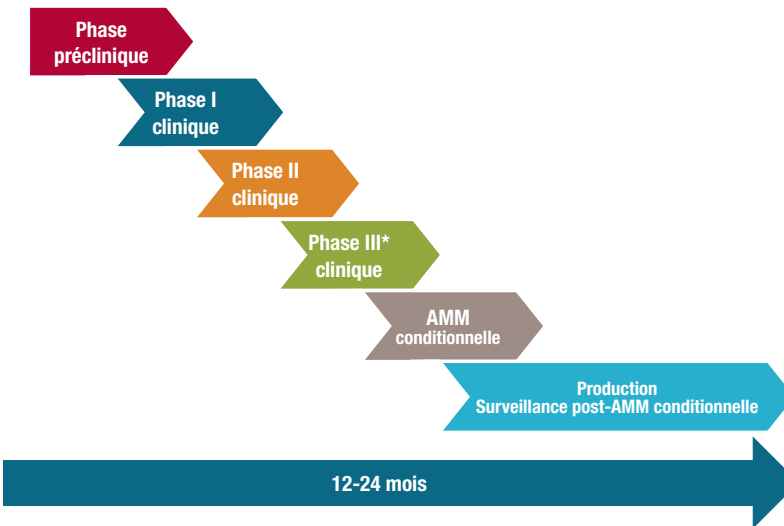 Phase
préclinique
Phase I
clinique
Phase II
clinique
Phase III*
clinique
AMM
conditionnelle
Production
Surveillance post-AMM conditionnelle
12-24 mois